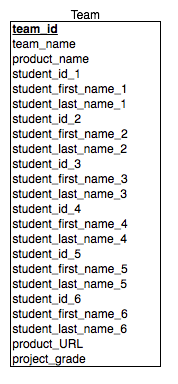 Team
team_id
team_name
product_name
student_id_1
student_first_name_1
student_last_name_1
student_id_2
student_first_name_2
student_last_name_2
student_id_3
student_first_name_3
student_last_name_3
student_id_4
student_first_name_4
student_last_name_4
student_id_5
student_first_name_5
student_last_name_5
student_id_6
student_first_name_6
student_last_name_6
product_URL
project_grade